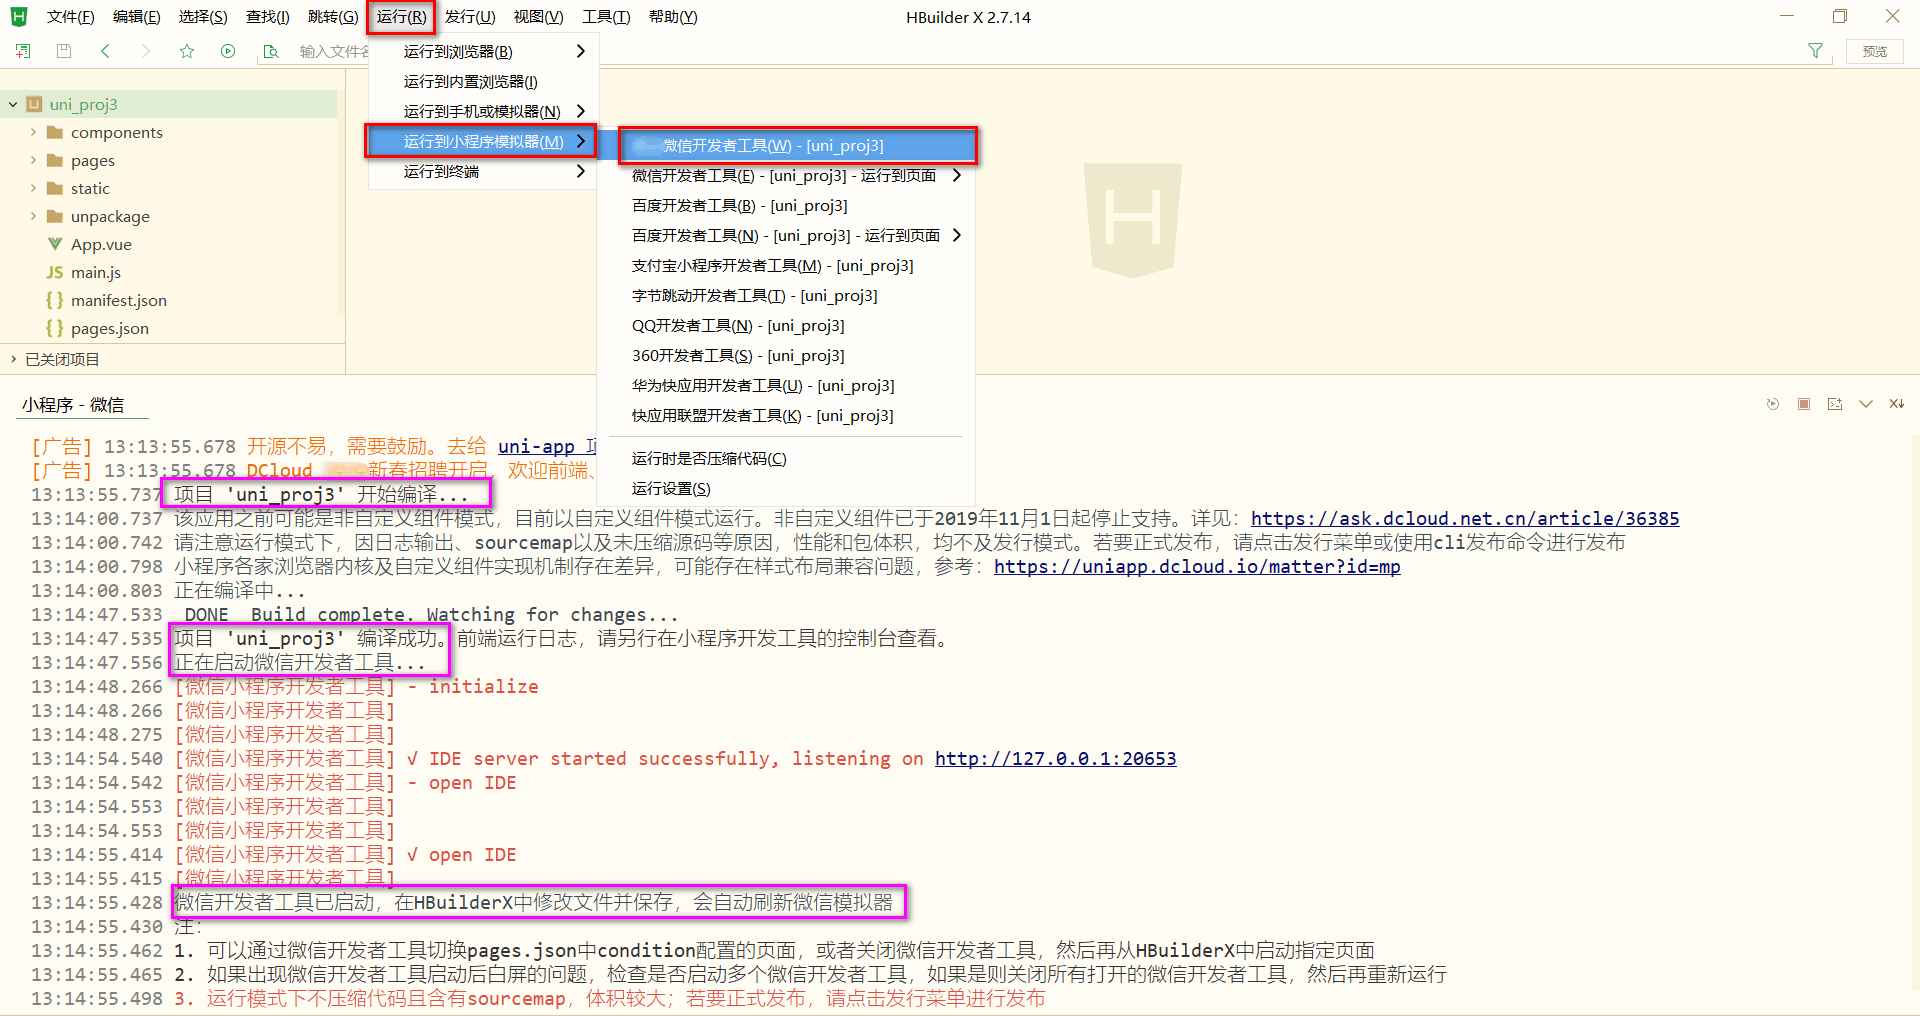 文件(F) 编辑(E) 选择(S) 查找(I) 跳转(G) 运行(R) 发行(U) 视图(V) 工具(T) 帮助(Y) HBuilder X 2.7.14
输入文件名
预览
运行到浏览器(B)
运行到内置浏览器(I)
运行到手机或模拟器(N)
运行到小程序模拟器(M)
运行到终端
微信开发者工具(W) - [uni_proj3]
微信开发者工具(E) - [uni_proj3] - 运行到页面
百度开发者工具(B) - [uni_proj3]
百度开发者工具(N) - [uni_proj3] - 运行到页面
支付宝小程序开发者工具(M) - [uni_proj3]
字节跳动开发者工具(T) - [uni_proj3]
QQ开发者工具(N) - [uni_proj3]
360开发者工具(S) - [uni_proj3]
华为快应用开发者工具(U) - [uni_proj3]
快应用联盟开发者工具(K) - [uni_proj3]
运行时是否压缩代码(C)
运行设置(S)
uni_proj3
components
pages
static
unpackage
App.vue
JS main.js
{ } manifest.json
{ } pages.json
已关闭项目
小程序 - 微信
[广告] 13:13:55.678 开源不易，需要鼓励。去给 uni-app 项
[广告] 13:13:55.678 DCloud 新春招聘开启，欢迎前端、
13:13:55.737 项目 'uni_proj3' 开始编译...
13:14:00.737 该应用之前可能是非自定义组件模式，目前以自定义组件模式运行。非自定义组件已于2019年11月1日起停止支持。详见：https://ask.dcloud.net.cn/article/36385
13:14:00.742 请注意运行模式下，因日志输出、sourcemap以及未压缩源码等原因，性能和包体积，均不及发行模式。若要正式发布，请点击发行菜单或使用cli发布命令进行发布
13:14:00.798 小程序各家浏览器内核及自定义组件实现机制存在差异，可能存在样式布局兼容问题，参考：https://uniapp.dcloud.io/matter?id=mp
13:14:00.803 正在编译中...
13:14:47.533 DONE Build complete. Watching for changes...
13:14:47.535 项目 'uni_proj3' 编译成功。前端运行日志，请另行在小程序开发工具的控制台查看。
13:14:47.556 正在启动微信开发者工具...
13:14:48.266 [微信小程序开发者工具] - initialize
13:14:48.266 [微信小程序开发者工具]
13:14:48.275 [微信小程序开发者工具]
13:14:54.540 [微信小程序开发者工具] √ IDE server started successfully, listening on http://127.0.0.1:20653
13:14:54.542 [微信小程序开发者工具] - open IDE
13:14:54.553 [微信小程序开发者工具]
13:14:54.553 [微信小程序开发者工具]
13:14:55.414 [微信小程序开发者工具] √ open IDE
13:14:55.415 [微信小程序开发者工具]
13:14:55.428 微信开发者工具已启动，在HBuilderX中修改文件并保存，会自动刷新微信模拟器
13:14:55.430 注：
13:14:55.462 1. 可以通过微信开发者工具切换pages.json中condition配置的页面，或者关闭微信开发者工具，然后再从HBuilderX中启动指定页面
13:14:55.465 2. 如果出现微信开发者工具启动后白屏的问题，检查是否启动多个微信开发者工具，如果是则关闭所有打开的微信开发者工具，然后再重新运行
13:14:55.498 3. 运行模式下不压缩代码且含有sourcemap，体积较大；若要正式发布，请点击发行菜单进行发布